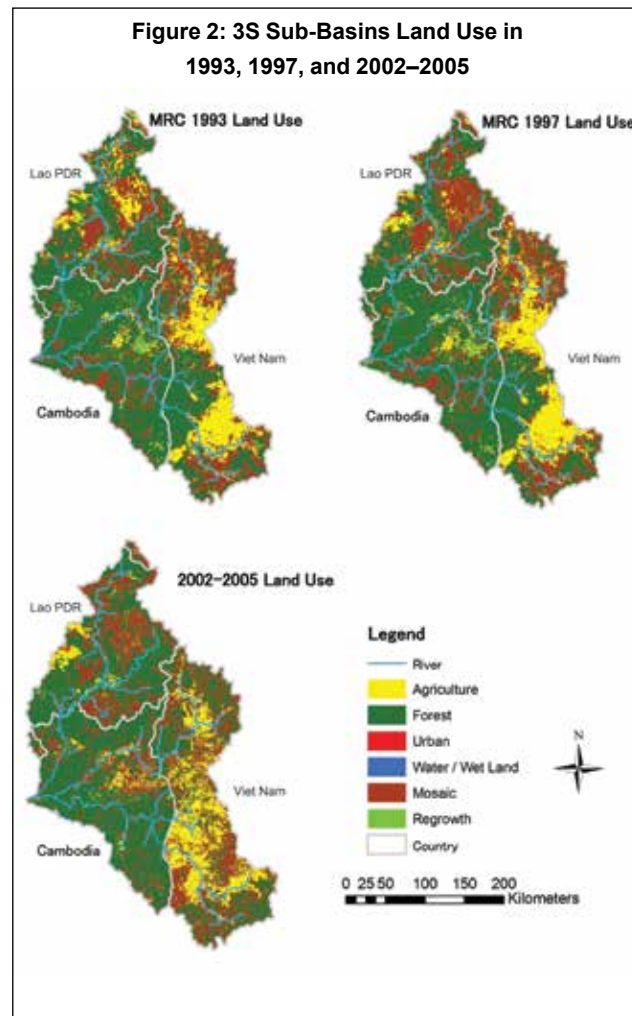 Figure 2: 3S Sub-Basins Land Use in
1993, 1997, and 2002–2005
MRC 1993 Land Use
Lao PDR
Viet Nam
Cambodia
MRC 1997 Land Use
Lao PDR
Viet Nam
Cambodia
2002-2005 Land Use
Lao PDR
Viet Nam
Cambodia
Legend
River
Agriculture
Forest
Urban
Water / Wet Land
Mosaic
Regrowth
Country
N
0 25 50 100 150 200
Kilometers